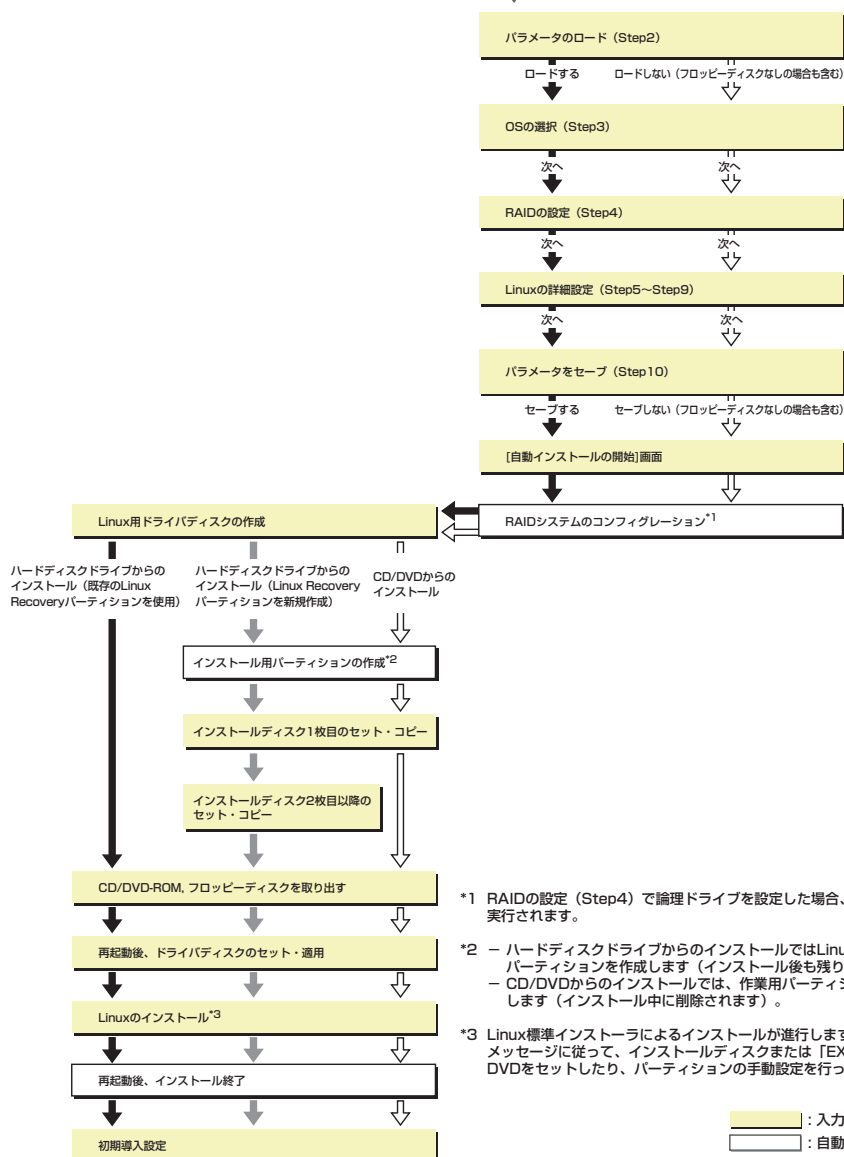 パラメータのロード（Step2）
ロードする
ロードしない（フロッピーディスクなしの場合も含む）
OSの選択（Step3）
次へ
次へ
RAIDの設定（Step4）
次へ
次へ
Linuxの詳細設定（Step5～Step9）
次へ
次へ
パラメータをセーブ（Step10）
セーブする
セーブしない（フロッピーディスクなしの場合も含む）
[自動インストールの開始]画面
RAIDシステムのコンフィグレーション*1
Linux用ドライバディスクの作成
ハードディスクドライブからの
インストール（既存のLinux
Recoveryパーティションを使用）
ハードディスクドライブからの
インストール（Linux Recovery
パーティションを新規作成）
CD/DVDからの
インストール
インストール用パーティションの作成*2
インストールディスク1枚目のセット・コピー
インストールディスク2枚目以降の
セット・コピー
CD/DVD-ROM, フロッピーディスクを取り出す
再起動後、ドライバディスクのセット・適用
Linuxのインストール*3
再起動後、インストール終了
初期導入設定
*1 RAIDの設定（Step4）で論理ドライブを設定した場合、
実行されます。
*2 － ハードディスクドライブからのインストールではLinu
パーティションを作成します（インストール後も残り
－ CD/DVDからのインストールでは、作業用パーティシ
します（インストール中に削除されます）。
*3 Linux標準インストーラによるインストールが進行します
メッセージに従って、インストールディスクまたは「EX
DVDをセットしたり、パーティションの手動設定を行っ
：入力
：自動